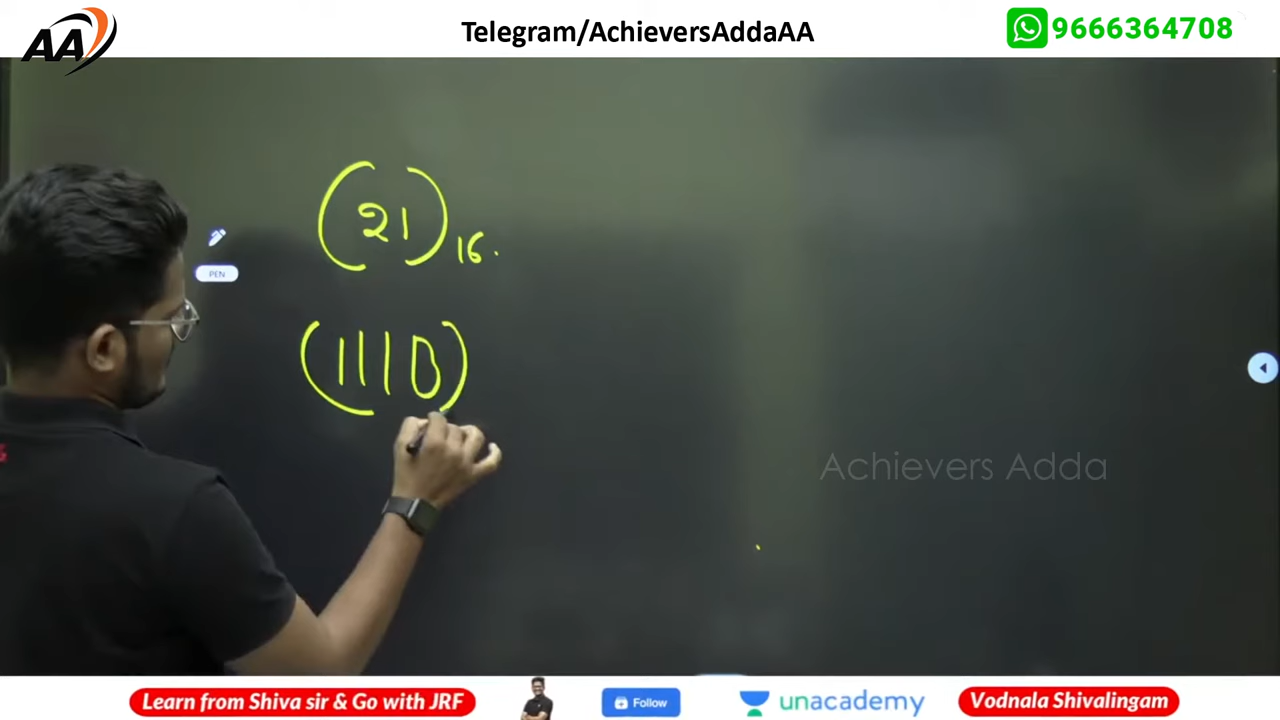 AA
Telegram/AchieversAddaAA
9666364708
(21)16.
PEN
(1110)
Achievers Adda
Learn from Shiva sir & Go with JRF
Follow
unacademy
Vodnala Shivalingam